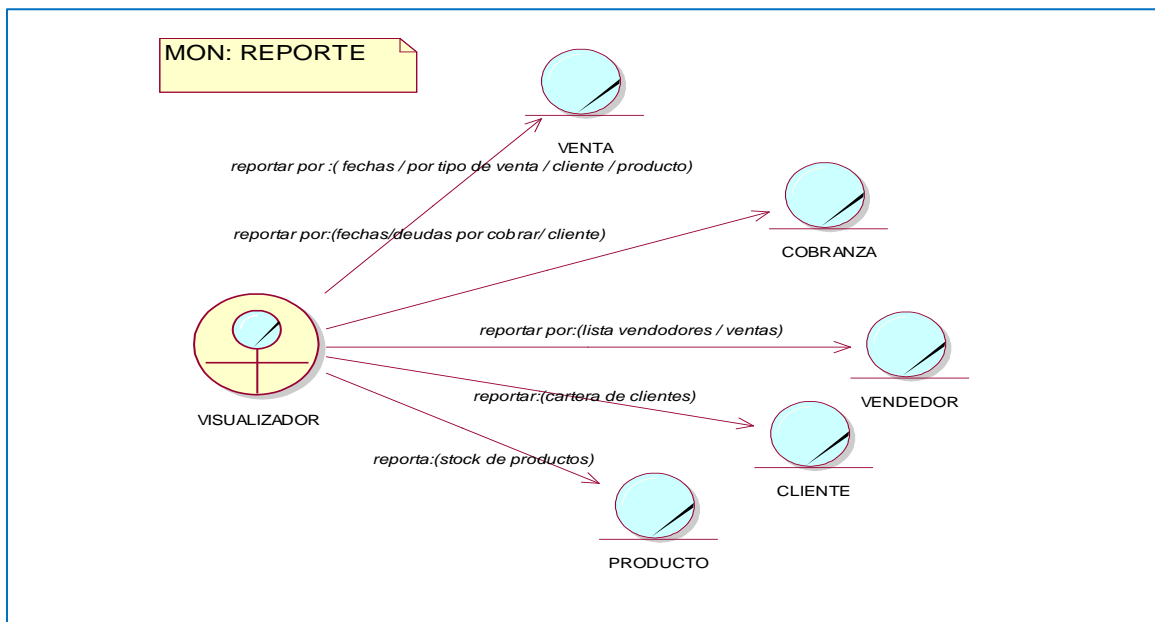 MON: REPORTE
VENTA
reportar por :( fechas / por tipo de venta / cliente / producto)
COBRANZA
reportar por:(fechas/deudas por cobrar/ cliente)
reportar por:(lista vendodores / ventas)
VENDEDOR
reportar:(cartera de clientes)
VISUALIZADOR
reporta:(stock de productos)
CLIENTE
PRODUCTO